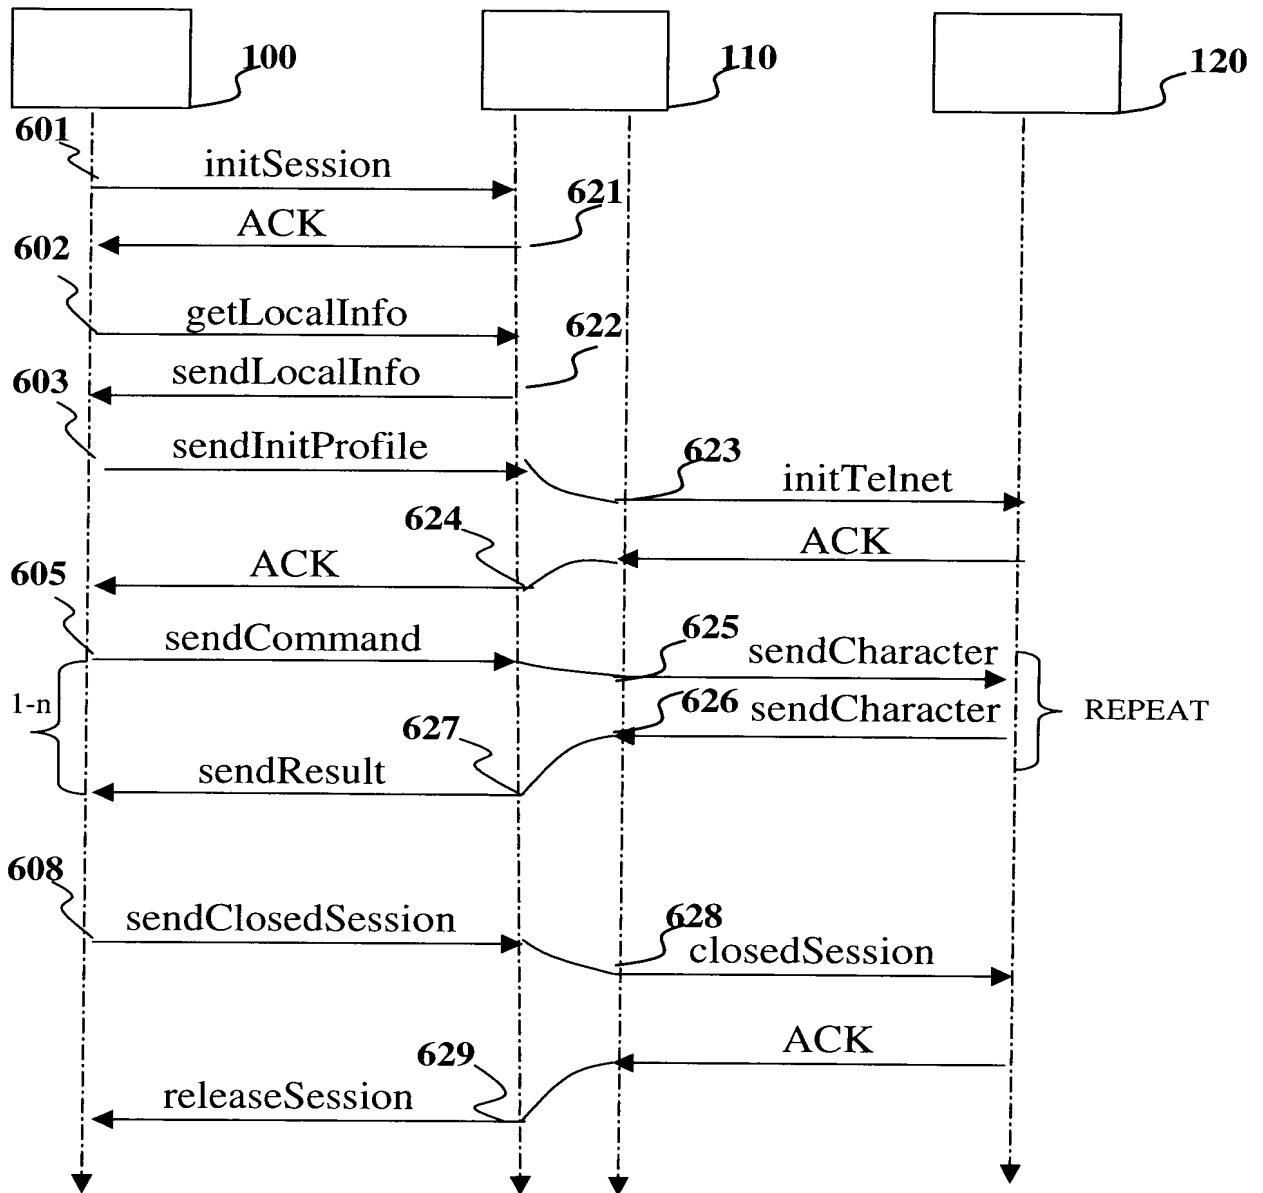 100
110
120
601
initSession
621
ACK
602
getLocalInfo
622
sendLocalInfo
603
sendInitProfile
623
initTelnet
624
ACK
ACK
605
sendCommand
625
sendCharacter
1-n
626
sendCharacter
REPEAT
627
sendResult
608
sendClosedSession
628
closedSession
ACK
629
releaseSession